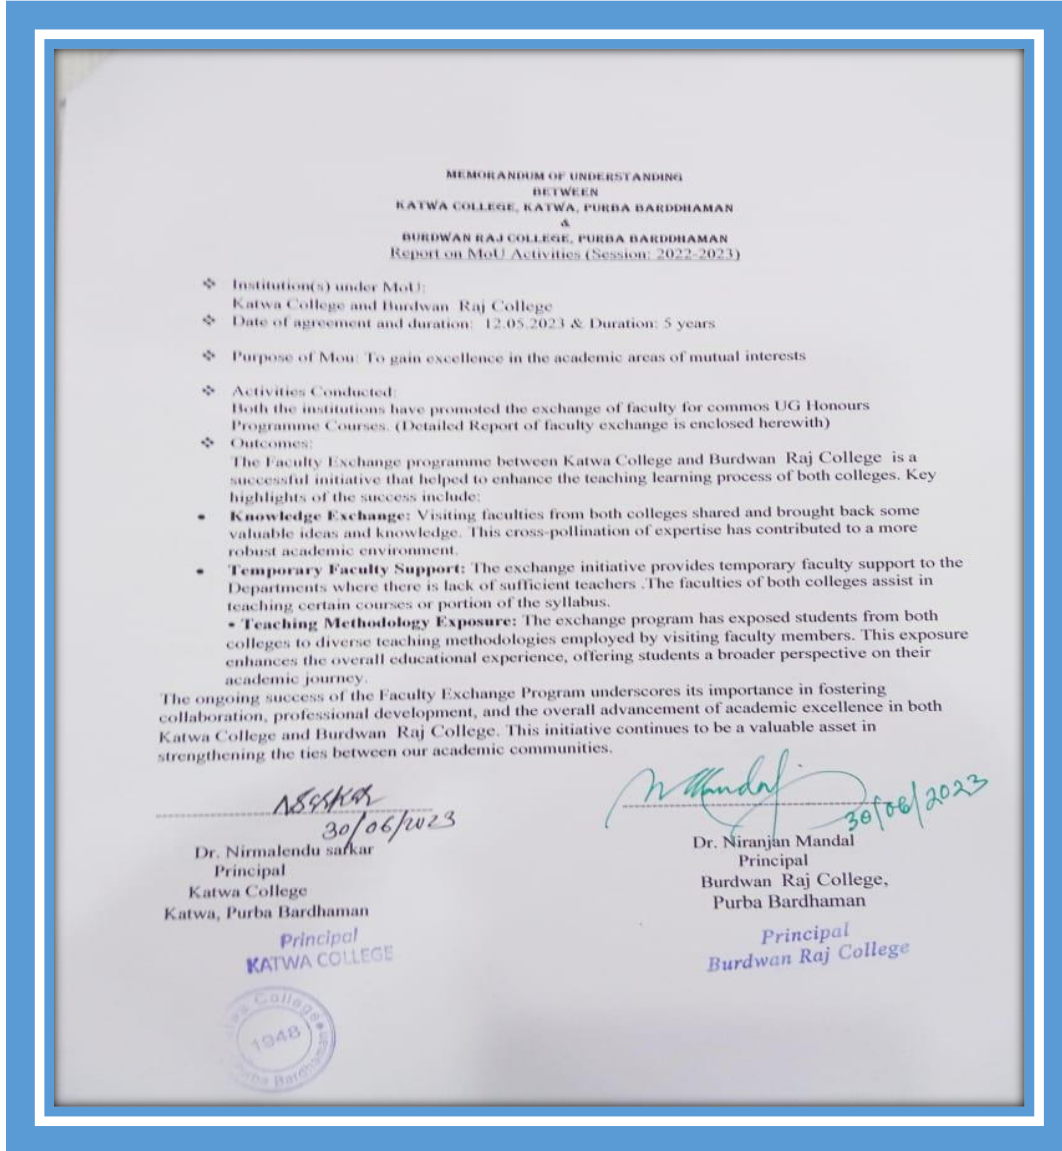 MEMORANDUM OF UNDERSTANDING
BETWEEN
KATWA COLLEGE, KATWA, PURBA BARDDHAMAN
&
BURDWAN RAJ COLLEGE, PURBA BARDDHAMAN
Report on MoU Activities (Session: 2022-2023)
❖ Institution(s) under MoU:
Katwa College and Burdwan Raj College
❖ Date of agreement and duration: 12.05.2023 & Duration: 5 years
❖ Purpose of Mou: To gain excellence in the academic areas of mutual interests
❖ Activities Conducted:
Both the institutions have promoted the exchange of faculty for commos UG Honours
Programme Courses. (Detailed Report of faculty exchange is enclosed herewith)
❖ Outcomes:
The Faculty Exchange programme between Katwa College and Burdwan Raj College is a
successful initiative that helped to enhance the teaching learning process of both colleges. Key
highlights of the success include:
• Knowledge Exchange: Visiting faculties from both colleges shared and brought back some
valuable ideas and knowledge. This cross-pollination of expertise has contributed to a more
robust academic environment.
• Temporary Faculty Support: The exchange initiative provides temporary faculty support to the
Departments where there is lack of sufficient teachers .The faculties of both colleges assist in
teaching certain courses or portion of the syllabus.
• Teaching Methodology Exposure: The exchange program has exposed students from both
colleges to diverse teaching methodologies employed by visiting faculty members. This exposure
enhances the overall educational experience, offering students a broader perspective on their
academic journey.
The ongoing success of the Faculty Exchange Program underscores its importance in fostering
collaboration, professional development, and the overall advancement of academic excellence in both
Katwa College and Burdwan Raj College. This initiative continues to be a valuable asset in
strengthening the ties between our academic communities.
30/06/2023
Dr. Nirmalendu sarkar
Principal
Katwa College
Katwa, Purba Bardhaman
Principal
KATWA COLLEGE
College
1948
Purba Bardhaman
N Mandal
30/06/2023
Dr. Niranjan Mandal
Principal
Burdwan Raj College,
Purba Bardhaman
Principal
Burdwan Raj College